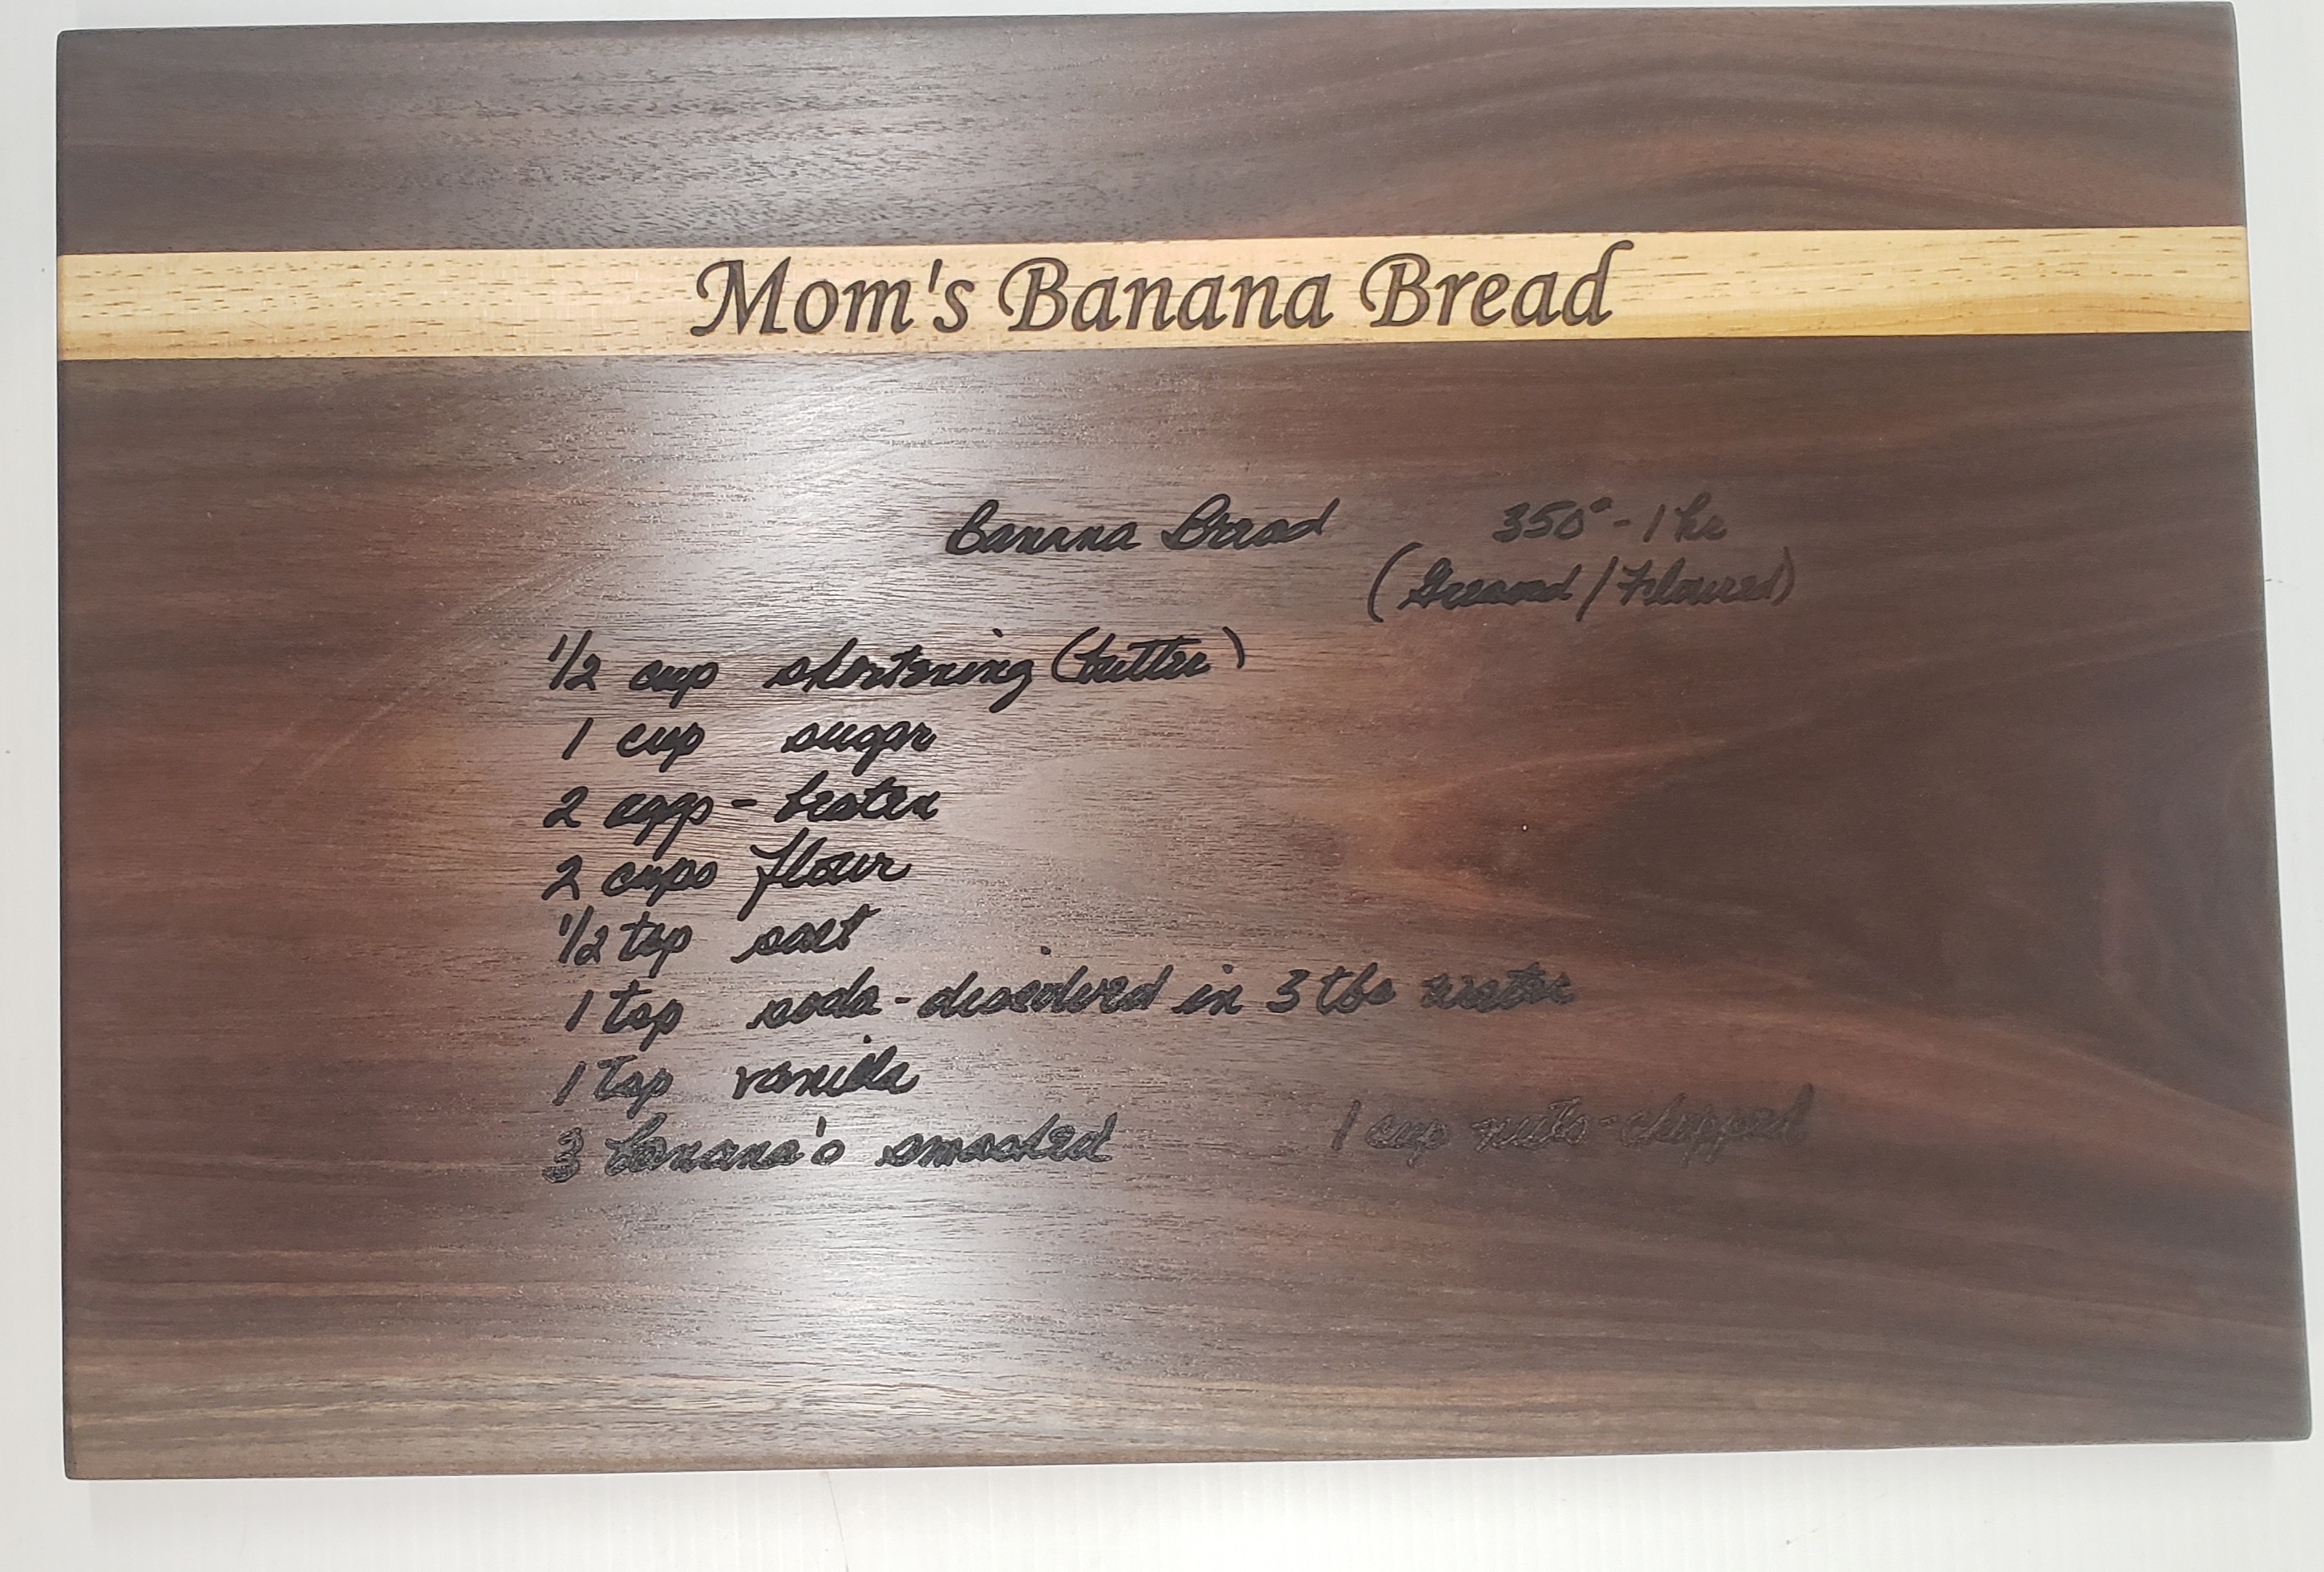 Mom's Banana Bread
Banana Bread 350° - 1 hr
(Greased / Floured)
1/2 cup shortening (butter)
1 cup sugar
2 eggs - beaten
2 cups flour
1/2 tsp salt
1 tsp soda - dissolved in 3 tbs water
1 tsp vanilla
3 banana's smashed 1 cup nuts - chopped